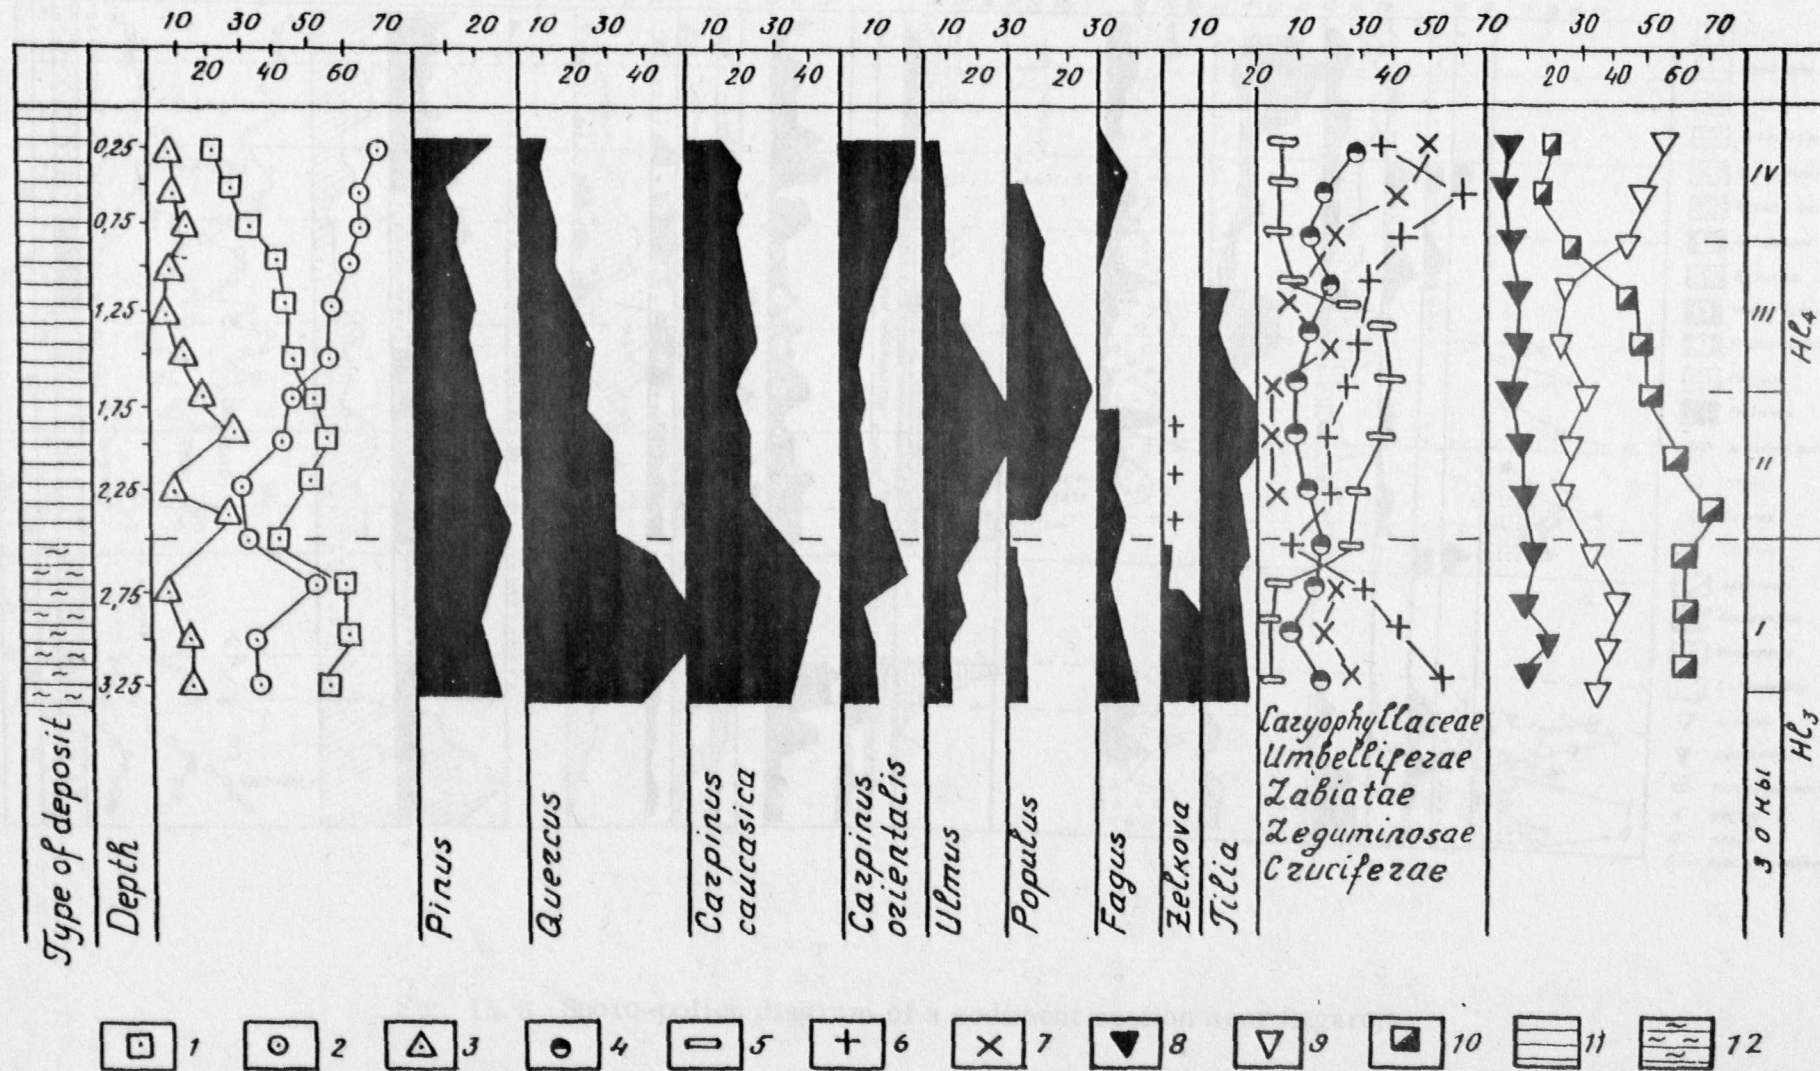 10 30 50 70 20 10 30 10 30 10 10 30 30 10 10 30 50 70 30 50 70
20 40 60 20 40 20 40 20 20 20 40 20 40 60
0,25
0,75
1,25
1,75
2,25
2,75
3,25
IV
III
II
I
Hl4
Hl3
Type of deposit
Depth
Pinus
Quercus
Carpinus
caucasica
Carpinus
orientalis
Ulmus
Populus
Fagus
Zelkova
Tilia
Caryophyllaceae
Umbelliferae
Labiatae
Leguminosae
Cruciferae
Зоны
1 2 3 4 5 6 7 8 9 10 11 12